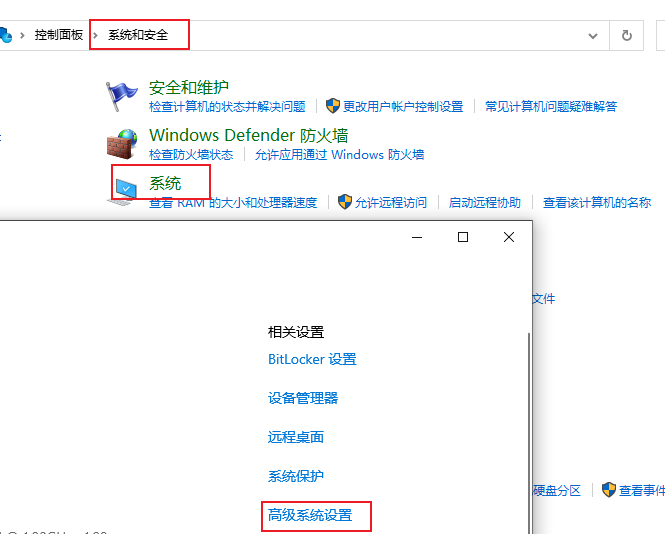 控制面板 > 系统和安全
安全和维护
检查计算机的状态并解决问题 更改用户帐户控制设置 常见计算机问题疑难解答
Windows Defender 防火墙
检查防火墙状态 允许应用通过 Windows 防火墙
系统
查看 RAM 的大小和处理器速度 允许远程访问 启动远程协助 查看该计算机的名称
文件
相关设置
BitLocker 设置
设备管理器
远程桌面
系统保护
硬盘分区 查看事件
高级系统设置